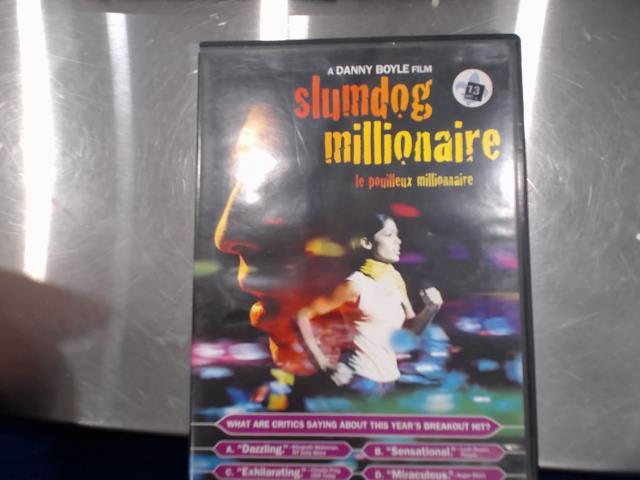 A DANNY BOYLE FILM
slumdog
13
millionaire
le pouilleux millionnaire
WHAT ARE CRITICS SAYING ABOUT THIS YEAR'S BREAKOUT HIT?
A. "Dazzling."
B. "Sensational."
C. "Exhilarating."
D. "Miraculous."